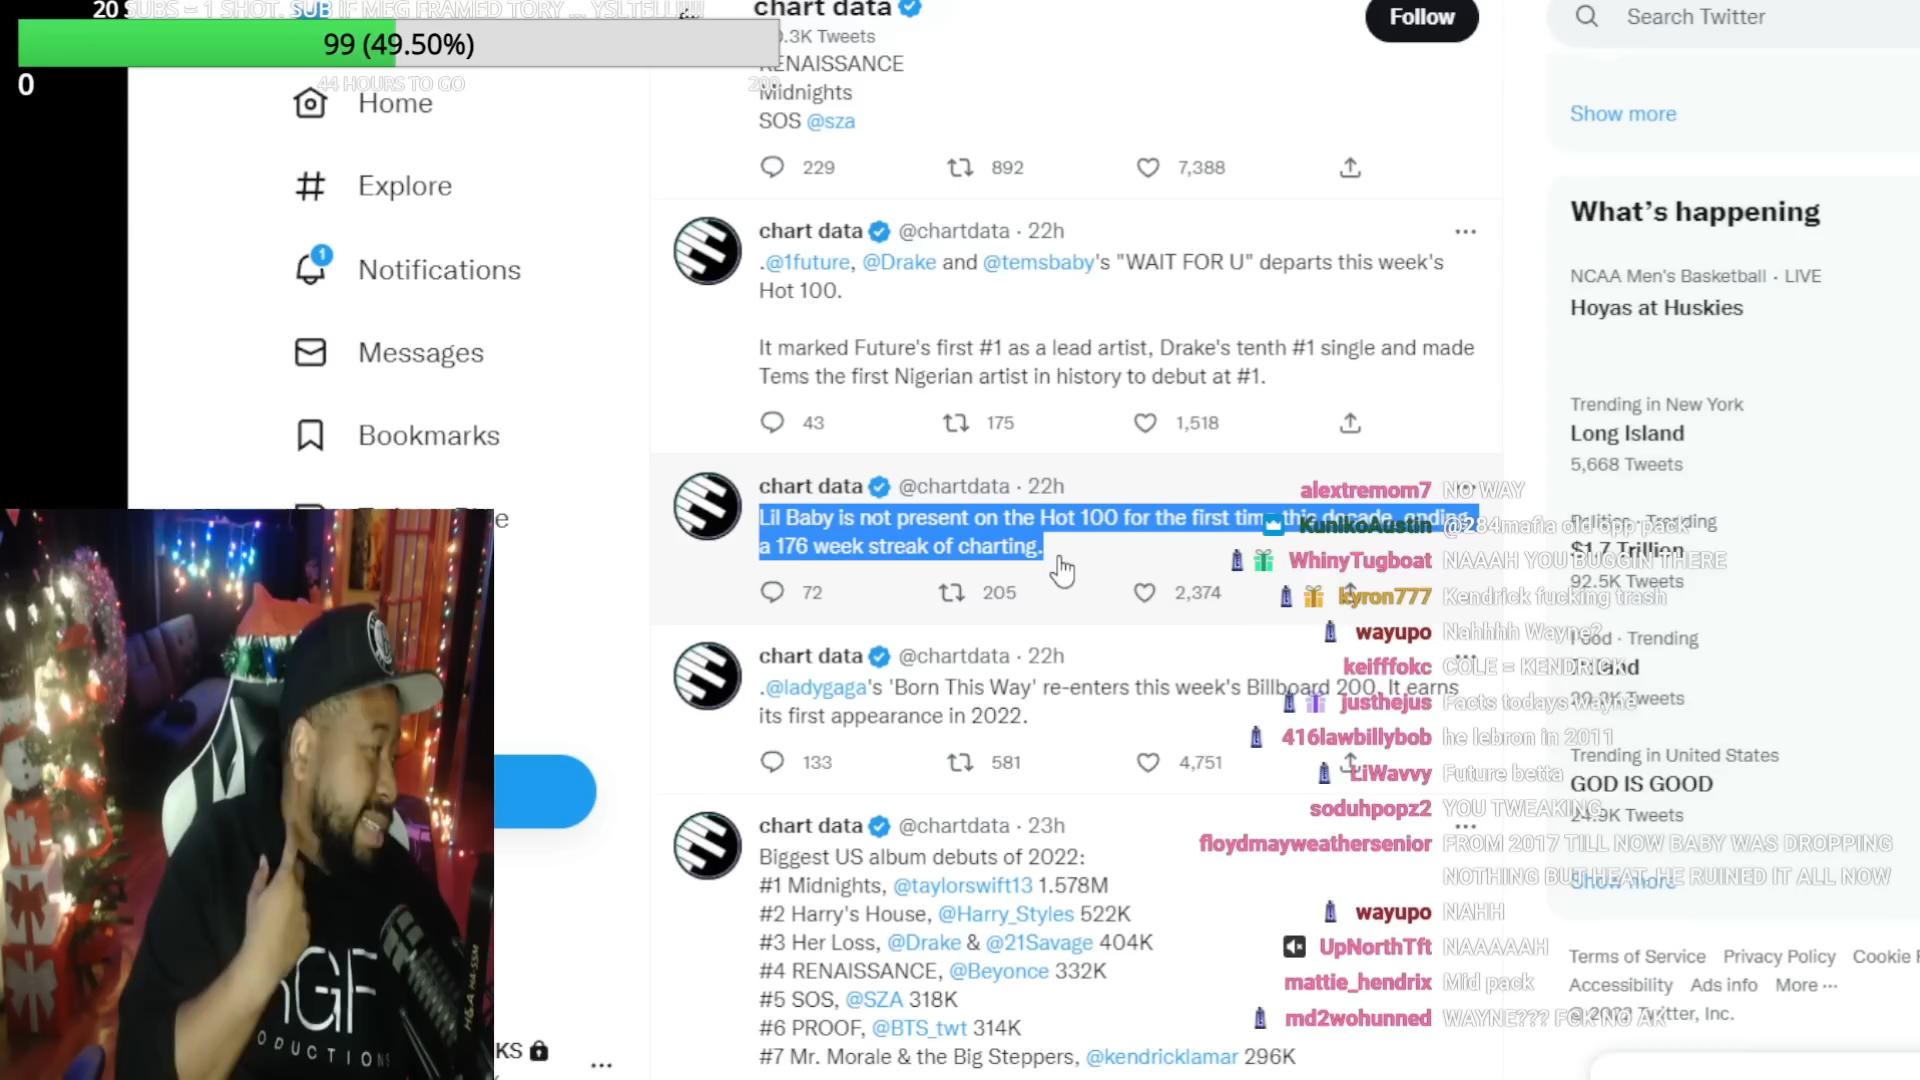 20 SUBS = 1 SHOT. SUB IF MEG FRAMED TORY ... YSLTELL!!!!
99 (49.50%)
0
44 HOURS TO GO
200
Home
Explore
1
Notifications
Messages
Bookmarks
KS
chart data
.3K Tweets
Follow
RENAISSANCE
Midnights
SOS @sza
229 892 7,388
chart data @chartdata · 22h
.@1future, @Drake and @temsbaby's "WAIT FOR U" departs this week's
Hot 100.
It marked Future's first #1 as a lead artist, Drake's tenth #1 single and made
Tems the first Nigerian artist in history to debut at #1.
43 175 1,518
chart data @chartdata · 22h
Lil Baby is not present on the Hot 100 for the first time this decade, ending
a 176 week streak of charting.
72 205 2,374
chart data @chartdata · 22h
.@ladygaga's 'Born This Way' re-enters this week's Billboard 200. It earns
its first appearance in 2022.
133 581 4,751
chart data @chartdata · 23h
Biggest US album debuts of 2022:
#1 Midnights, @taylorswift13 1.578M
#2 Harry's House, @Harry_Styles 522K
#3 Her Loss, @Drake & @21Savage 404K
#4 RENAISSANCE, @Beyonce 332K
#5 SOS, @SZA 318K
#6 PROOF, @BTS_twt 314K
#7 Mr. Morale & the Big Steppers, @kendricklamar 296K
Search Twitter
Show more
What's happening
NCAA Men's Basketball · LIVE
Hoyas at Huskies
Trending in New York
Long Island
5,668 Tweets
Politics · Trending
$1.7 Trillion
92.5K Tweets
Food · Trending
Tweets
Trending in United States
GOD IS GOOD
24.9K Tweets
Show more
Terms of Service Privacy Policy Cookie
Accessibility Ads info More ···
© 2022 Twitter, Inc.
alextremom7 NO WAY
KunikoAustin @284mafia old opp pack
WhinyTugboat NAAAH YOU BUGGIN THERE
kyron777 Kendrick fucking trash
wayupo Nahhhh Wayne?
keifffokc COLE = KENDRICK
justhejus Facts todays Wayne
416lawbillybob he lebron in 2011
LiWavvy Future betta
soduhpopz2 YOU TWEAKING
floydmayweathersenior FROM 2017 TILL NOW BABY WAS DROPPING
NOTHING BUT HEAT. HE RUINED IT ALL NOW
wayupo NAHH
UpNorthTft NAAAAAH
mattie_hendrix Mid pack
md2wohunned WAYNE??? FOR NO AR
GF
ODUCTIONS